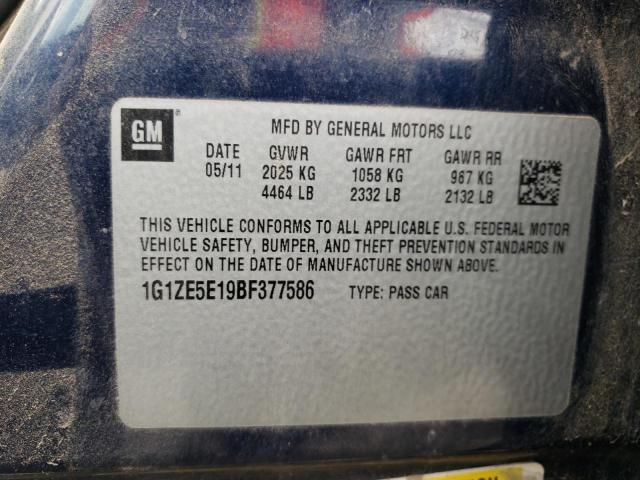 GM
MFD BY GENERAL MOTORS LLC
DATE GVWR GAWR FRT GAWR RR
05/11 2025 KG 1058 KG 967 KG
4464 LB 2332 LB 2132 LB
THIS VEHICLE CONFORMS TO ALL APPLICABLE U.S. FEDERAL MOTOR
VEHICLE SAFETY, BUMPER, AND THEFT PREVENTION STANDARDS IN
EFFECT ON THE DATE OF MANUFACTURE SHOWN ABOVE.
1G1ZE5E19BF377586 TYPE: PASS CAR